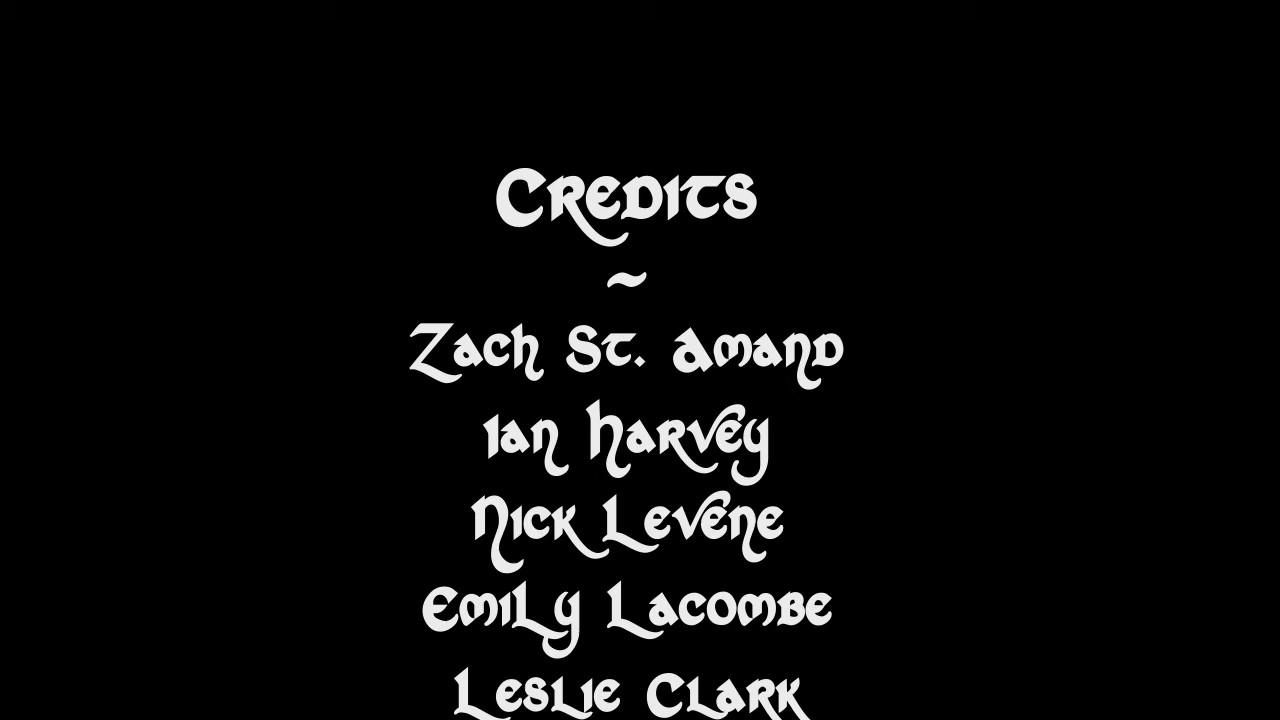 Credits
~
Zach St. Amand
Ian Harvey
Nick Levene
Emily Lacombe
Leslie Clark